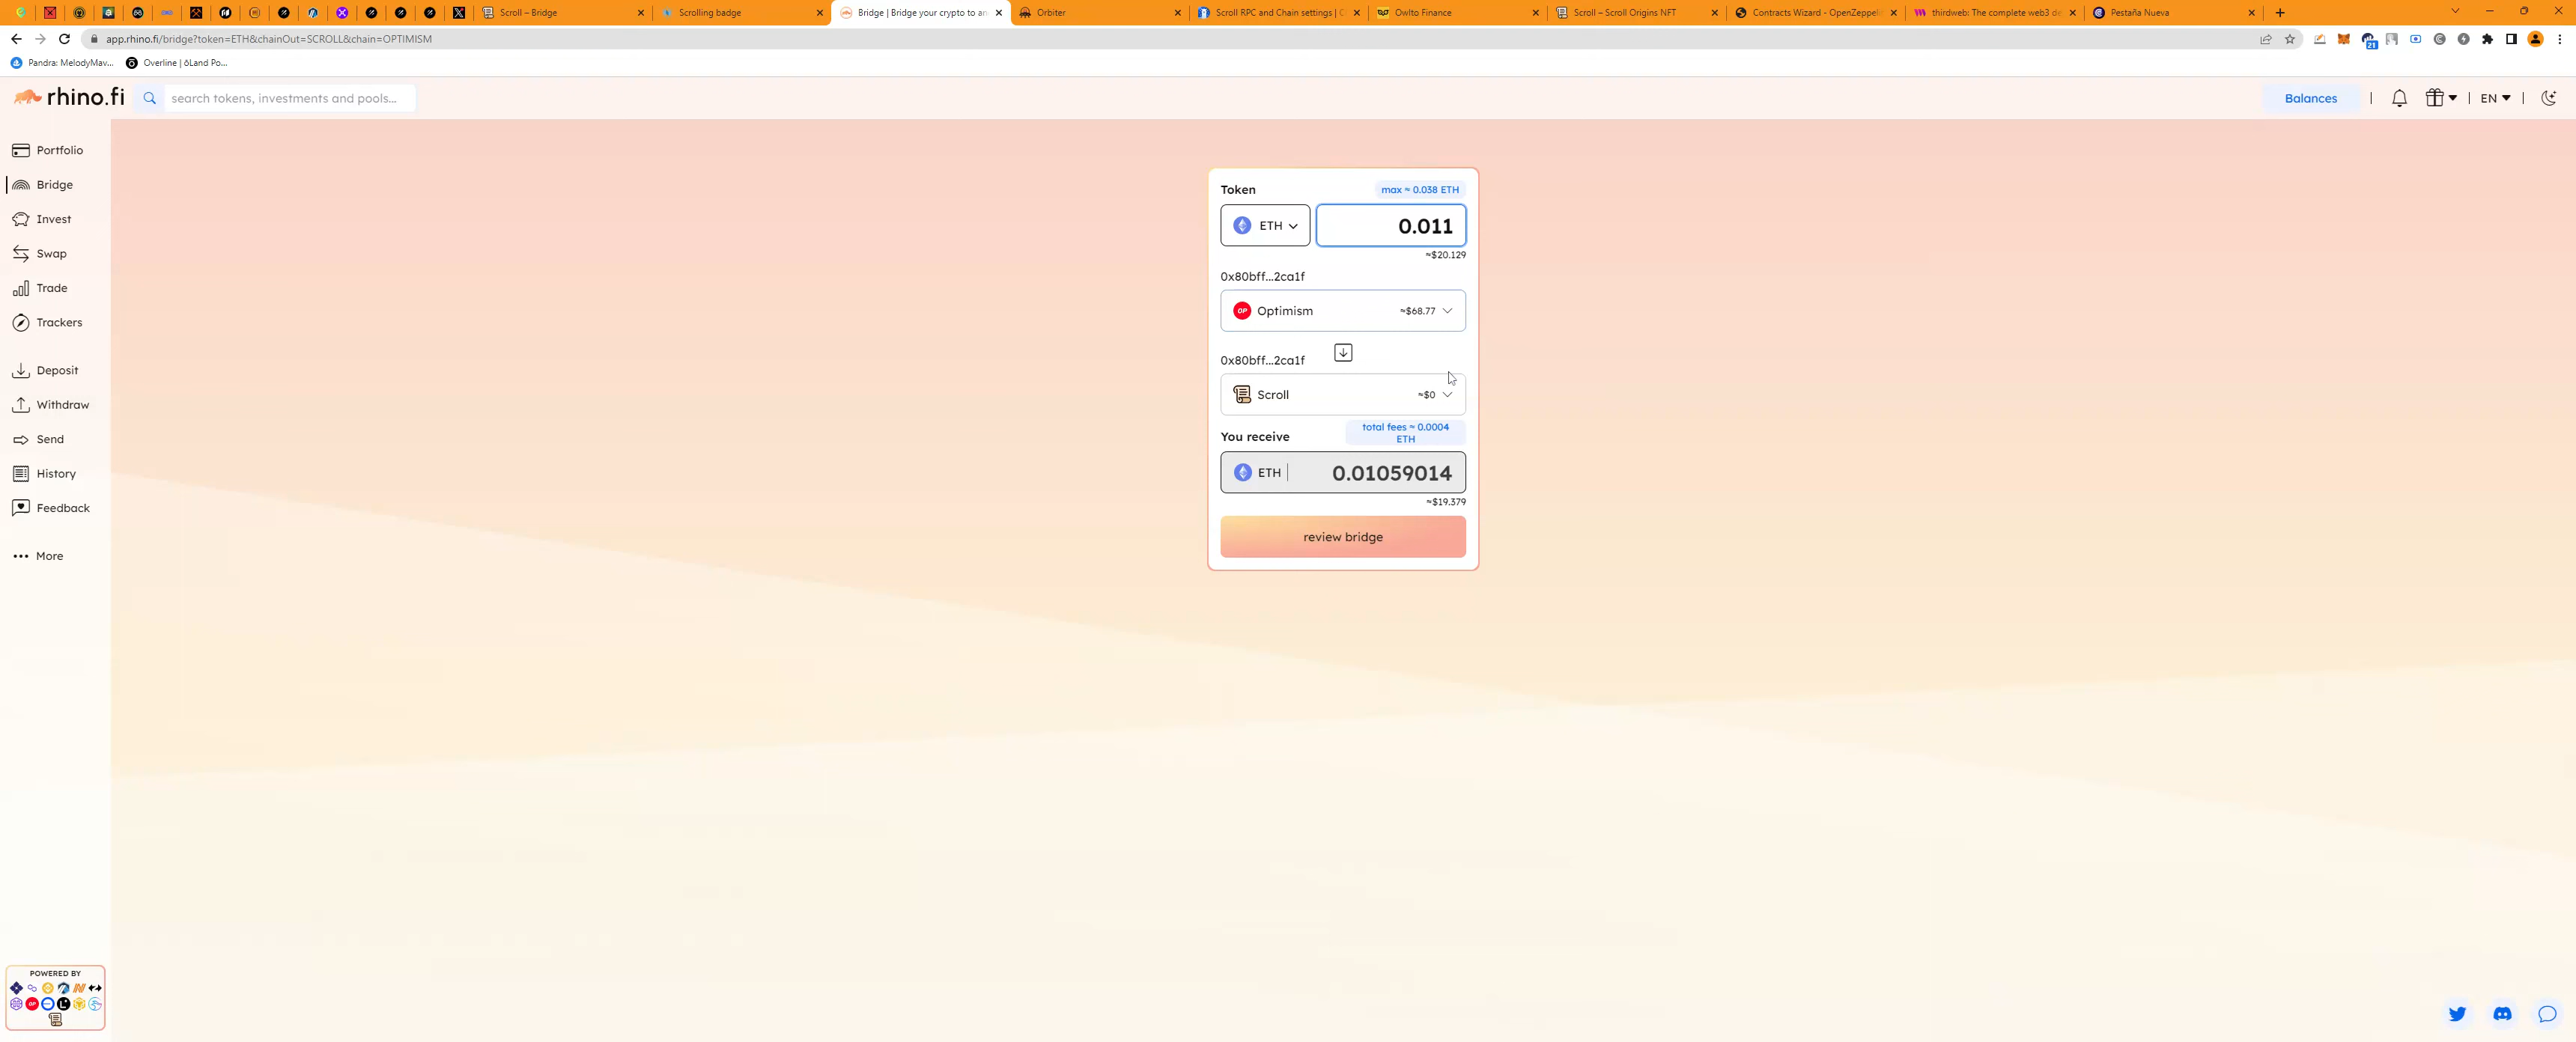 Scroll – Bridge
Scrolling badge
Bridge | Bridge your crypto to an
Orbiter
Scroll RPC and Chain settings | C
Owlto Finance
Scroll – Scroll Origins NFT
Contracts Wizard - OpenZeppeli
thirdweb: The complete web3 de
Pestaña Nueva
app.rhino.fi/bridge?token=ETH&chainOut=SCROLL&chain=OPTIMISM
21
Pandra: MelodyMav...
Overline | ōLand Po...
rhino.fi
search tokens, investments and pools...
Balances
EN
Portfolio
Bridge
Invest
Swap
Trade
Trackers
Deposit
Withdraw
Send
History
Feedback
More
Token
max ≈ 0.038 ETH
ETH
0.011
≈$20.129
0x80bff...2ca1f
OP
Optimism
≈$68.77
0x80bff...2ca1f
Scroll
≈$0
You receive
total fees ≈ 0.0004
ETH
ETH
0.01059014
≈$19.379
review bridge
POWERED BY
OP